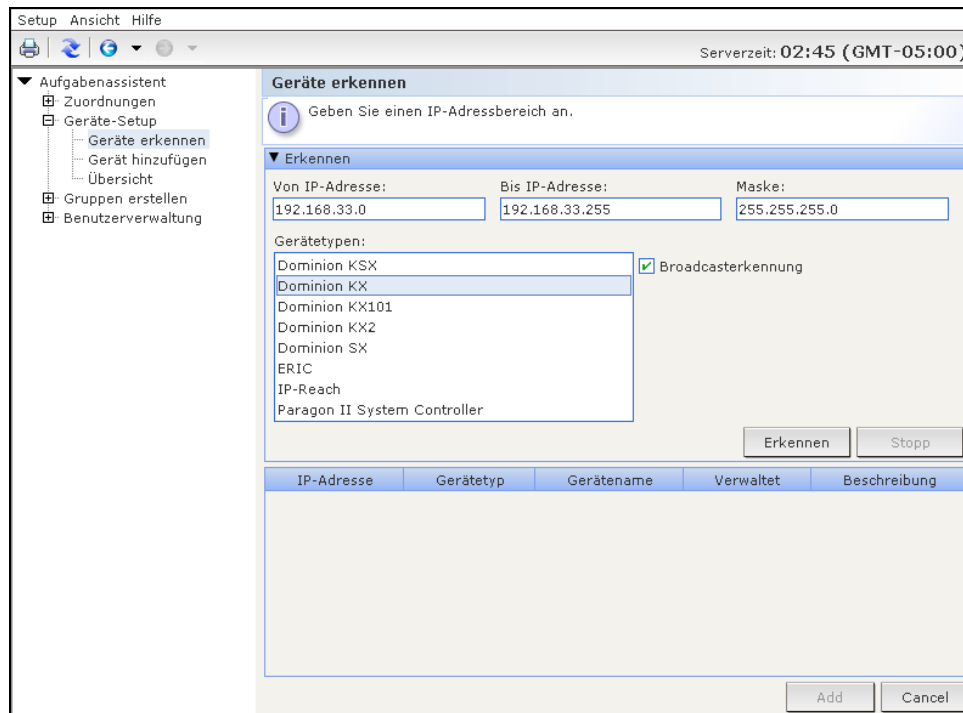 Setup Ansicht Hilfe
Serverzeit: 02:45 (GMT-05:00)
Aufgabenassistent
Zuordnungen
Geräte-Setup
Geräte erkennen
Gerät hinzufügen
Übersicht
Gruppen erstellen
Benutzerverwaltung
Geräte erkennen
Geben Sie einen IP-Adressbereich an.
Erkennen
Von IP-Adresse: Bis IP-Adresse: Maske:
192.168.33.0 192.168.33.255 255.255.255.0
Gerätetypen:
Dominion KSX
Dominion KX
Dominion KX101
Dominion KX2
Dominion SX
ERIC
IP-Reach
Paragon II System Controller
Broadcasterkennung
Erkennen Stopp
IP-Adresse Gerätetyp Gerätename Verwaltet Beschreibung
Add Cancel